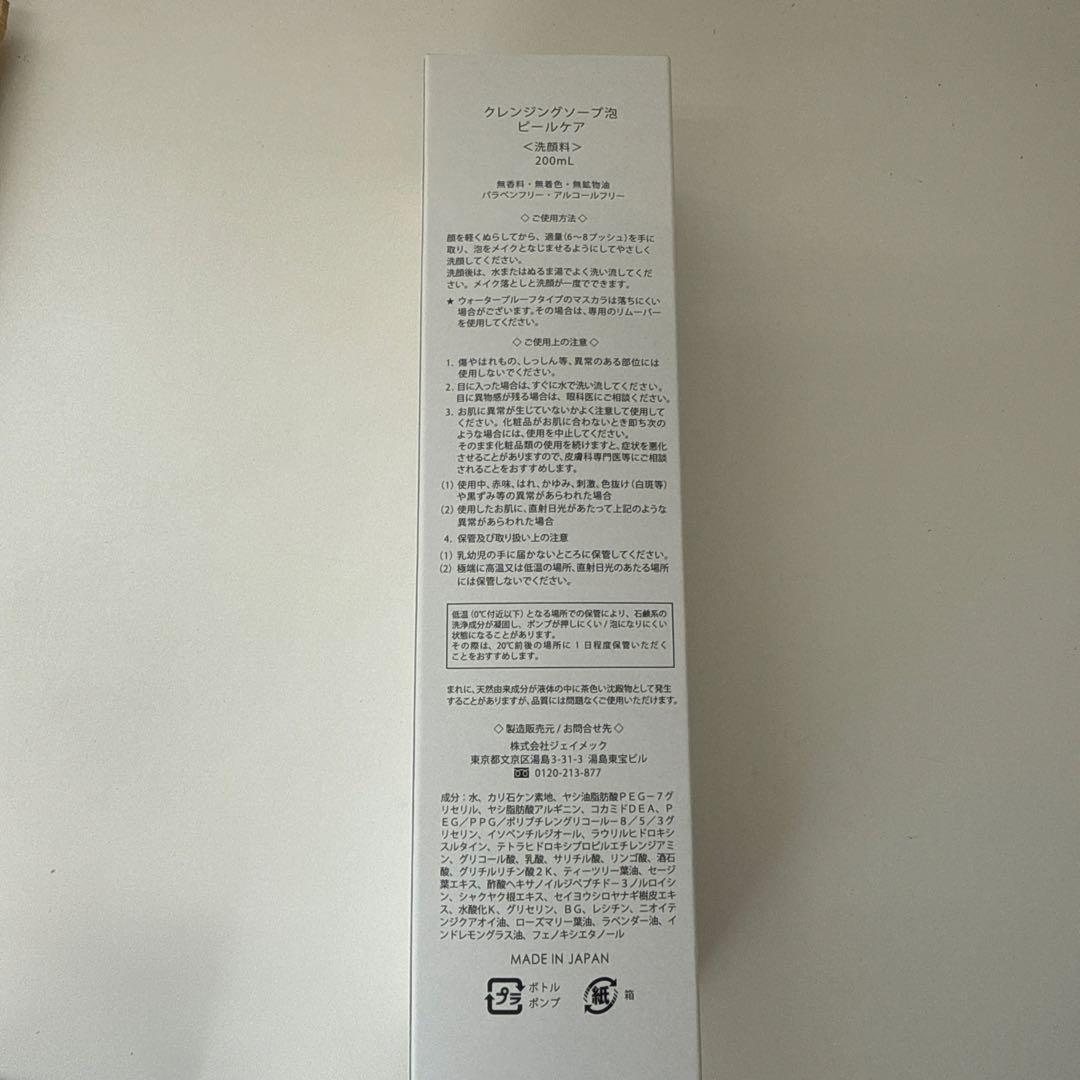 クレンジングソープ泡
ピールケア
＜洗顔料＞
200mL
無香料・無着色・無鉱物油
パラベンフリー・アルコールフリー
◇ ご使用方法 ◇
顔を軽くぬらしてから、適量（6～8プッシュ）を手に
取り、泡をメイクとなじませるようにしてやさしく
洗顔してください。
洗顔後は、水またはぬるま湯でよく洗い流してくだ
さい。メイク落としと洗顔が一度でできます。
★ ウォータープルーフタイプのマスカラは落ちにくい
場合がございます。その場合は、専用のリムーバー
を使用してください。
◇ ご使用上の注意 ◇
1. 傷やはれもの、しっしん等、異常のある部位には
使用しないでください。
2. 目に入った場合は、すぐに水で洗い流してください。
目に異物感が残る場合は、眼科医にご相談ください。
3. お肌に異常が生じていないかよく注意して使用して
ください。化粧品がお肌に合わないとき即ち次の
ような場合には、使用を中止してください。
そのまま化粧品類の使用を続けますと、症状を悪化
させることがありますので、皮膚科専門医等にご相談
されることをおすすめします。
（1）使用中、赤味、はれ、かゆみ、刺激、色抜け（白斑等）
や黒ずみ等の異常があらわれた場合
（2）使用したお肌に、直射日光があたって上記のような
異常があらわれた場合
4. 保管及び取り扱い上の注意
（1）乳幼児の手に届かないところに保管してください。
（2）極端に高温又は低温の場所、直射日光のあたる場所
には保管しないでください。
低温（0℃付近以下）となる場所での保管により、石鹸系の
洗浄成分が凝固し、ポンプが押しにくい / 泡になりにくい
状態になることがあります。
その際は、20℃前後の場所に 1 日程度保管いただく
ことをおすすめします。
まれに、天然由来成分が液体の中に茶色い沈殿物として発生
することがありますが、品質には問題なくご使用いただけます。
◇ 製造販売元 / お問合せ先 ◇
株式会社ジェイメック
東京都文京区湯島3-31-3 湯島東宝ビル
0120-213-877
成分：水、カリ石ケン素地、ヤシ油脂肪酸ＰＥＧ－７グ
リセリル、ヤシ脂肪酸アルギニン、コカミドＤＥＡ、Ｐ
ＥＧ／ＰＰＧ／ポリブチレングリコール－８／５／３グ
リセリン、イソペンチルジオール、ラウリルヒドロキシ
スルタイン、テトラヒドロキシプロピルエチレンジアミ
ン、グリコール酸、乳酸、サリチル酸、リンゴ酸、酒石
酸、グリチルリチン酸２Ｋ、ティーツリー葉油、セージ
葉エキス、酢酸ヘキサノイルジペプチド－３ノルロイシ
ン、シャクヤク根エキス、セイヨウシロヤナギ樹皮エキ
ス、水酸化Ｋ、グリセリン、ＢＧ、レシチン、ニオイテ
ンジクアオイ油、ローズマリー葉油、ラベンダー油、イ
ンドレモングラス油、フェノキシエタノール
MADE IN JAPAN
プラ
ボトル
ポンプ
紙
箱